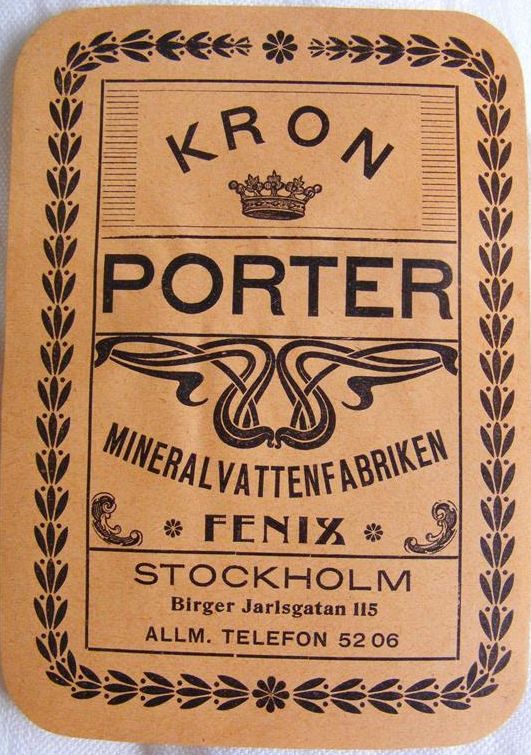 KRON
PORTER
MINERALVATTENFABRIKEN
FENIX
STOCKHOLM
Birger Jarlsgatan 115
ALLM. TELEFON 52 06